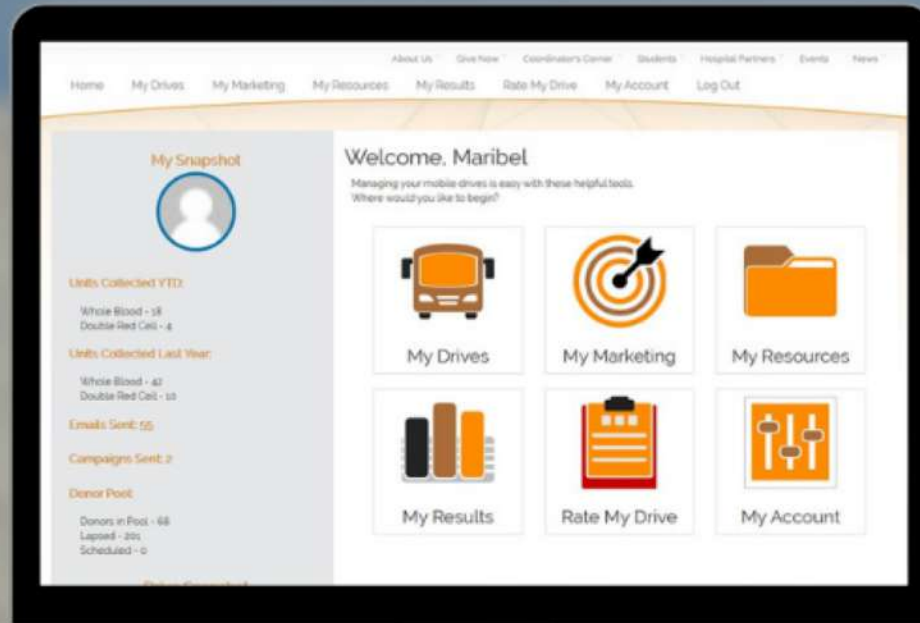 About Us Give Now Coordinator's Corner Students Hospital Partners Events News
Home My Drives My Marketing My Resources My Results Rate My Drive My Account Log Out
My Snapshot
Units Collected YTD:
Whole Blood - 18
Double Red Cell - 4
Units Collected Last Year:
Whole Blood - 42
Double Red Cell - 10
Emails Sent: 55
Campaigns Sent: 2
Donor Pool:
Donors in Pool - 68
Lapsed - 201
Scheduled - 0
Welcome, Maribel
Managing your mobile drives is easy with these helpful tools.
Where would you like to begin?
My Drives My Marketing My Resources
My Results Rate My Drive My Account